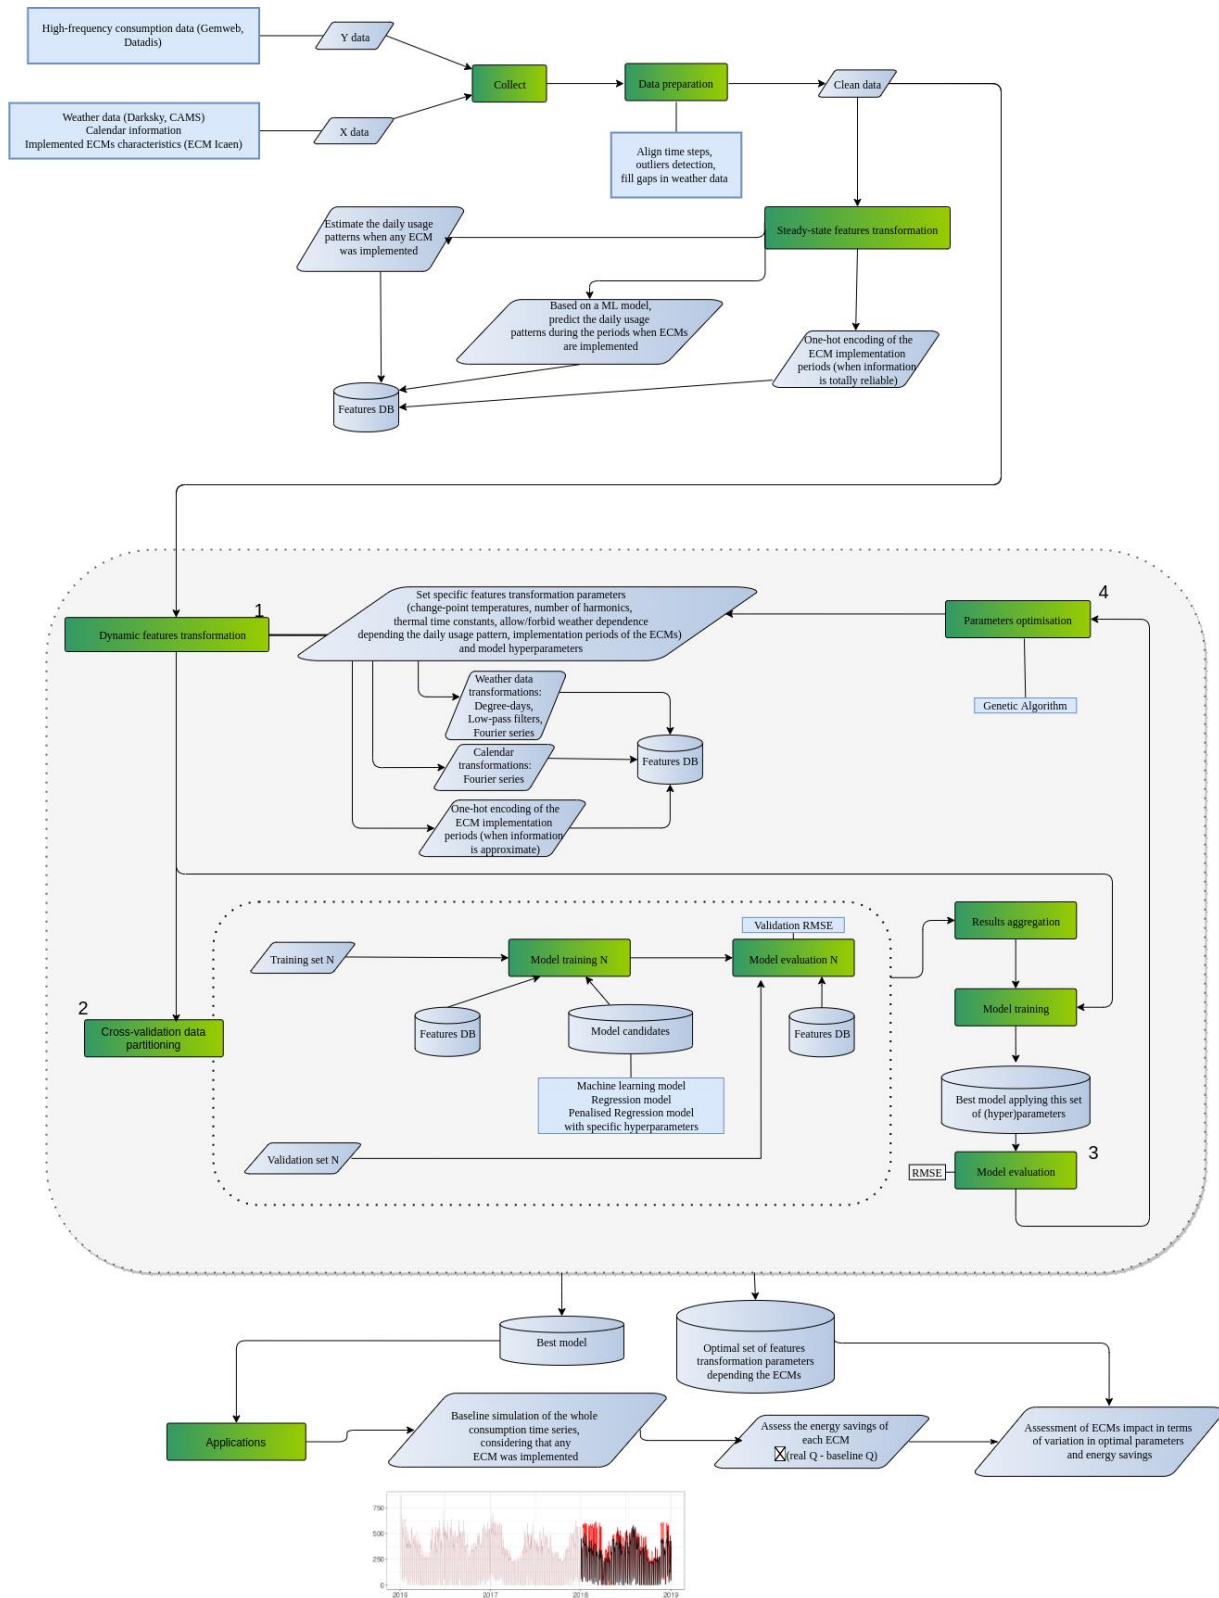 High-frequency consumption data (Gemweb,
Datadis)
Y data
Collect
Data preparation
Clean data
Weather data (Darksky, CAMS)
Calendar information
Implemented ECMs characteristics (ECM Icaen)
X data
Align time steps,
outliers detection,
fill gaps in weather data
Estimate the daily usage
patterns when any ECM
was implemented
Steady-state features transformation
Based on a ML model,
predict the daily usage
patterns during the periods when ECMs
are implemented
One-hot encoding of the
ECM implementation
periods (when information
is totally reliable)
Features DB
1
Dynamic features transformation
Set specific features transformation parameters
(change-point temperatures, number of harmonics,
thermal time constants, allow/forbid weather dependence
depending the daily usage pattern, implementation periods of the ECMs)
and model hyperparameters
4
Parameters optimisation
Genetic Algorithm
Weather data
transformations:
Degree-days,
Low-pass filters,
Fourier series
Calendar
transformations:
Fourier series
Features DB
One-hot encoding of the
ECM implementation
periods (when information
is approximate)
Validation RMSE
Results aggregation
Training set N
Model training N
Model evaluation N
2
Cross-validation data
partitioning
Features DB
Model candidates
Features DB
Model training
Machine learning model
Regression model
Penalised Regression model
with specific hyperparameters
Best model applying this set
of (hyper)parameters
Validation set N
3
RMSE
Model evaluation
Best model
Optimal set of features
transformation parameters
depending the ECMs
Applications
Baseline simulation of the whole
consumption time series,
considering that any
ECM was implemented
Assess the energy savings of
each ECM
(real Q - baseline Q)
Assessment of ECMs impact in terms
of variation in optimal parameters
and energy savings
750
500
250
0
2016
2017
2018
2019